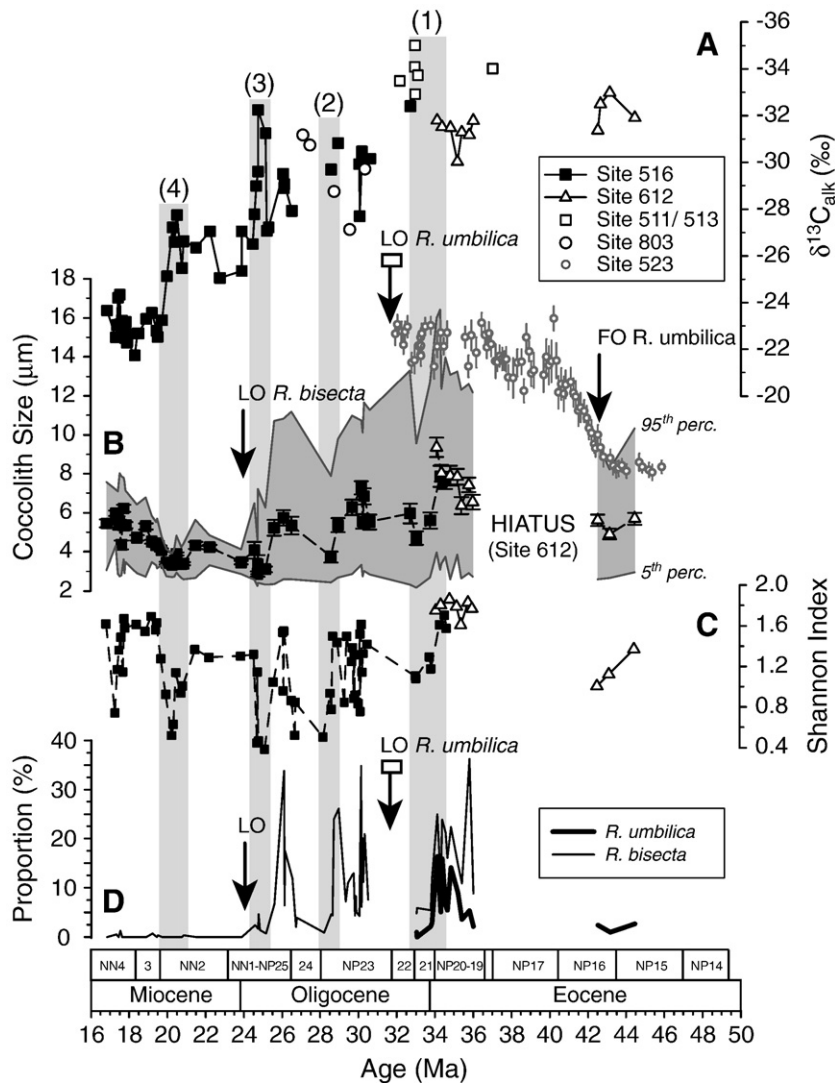 (1)
A
(3)
(2)
(4)
-36
-34
-32
-30
-28
-26
-24
-22
-20
δ¹³C_alk (‰)
Site 516
Site 612
Site 511/ 513
Site 803
Site 523
LO R. umbilica
FO R. umbilica
LO R. bisecta
18
16
14
12
10
8
6
4
2
Coccolith Size (µm)
B
95th perc.
HIATUS
(Site 612)
5th perc.
C
2.0
1.6
1.2
0.8
0.4
Shannon Index
40
35
30
25
20
15
10
5
0
Proportion (%)
LO R. umbilica
LO
D
R. umbilica
R. bisecta
NN4 3 NN2 NN1-NP25 24 NP23 22 21 NP20-19 NP17 NP16 NP15 NP14
Miocene Oligocene Eocene
16 18 20 22 24 26 28 30 32 34 36 38 40 42 44 46 48 50
Age (Ma)